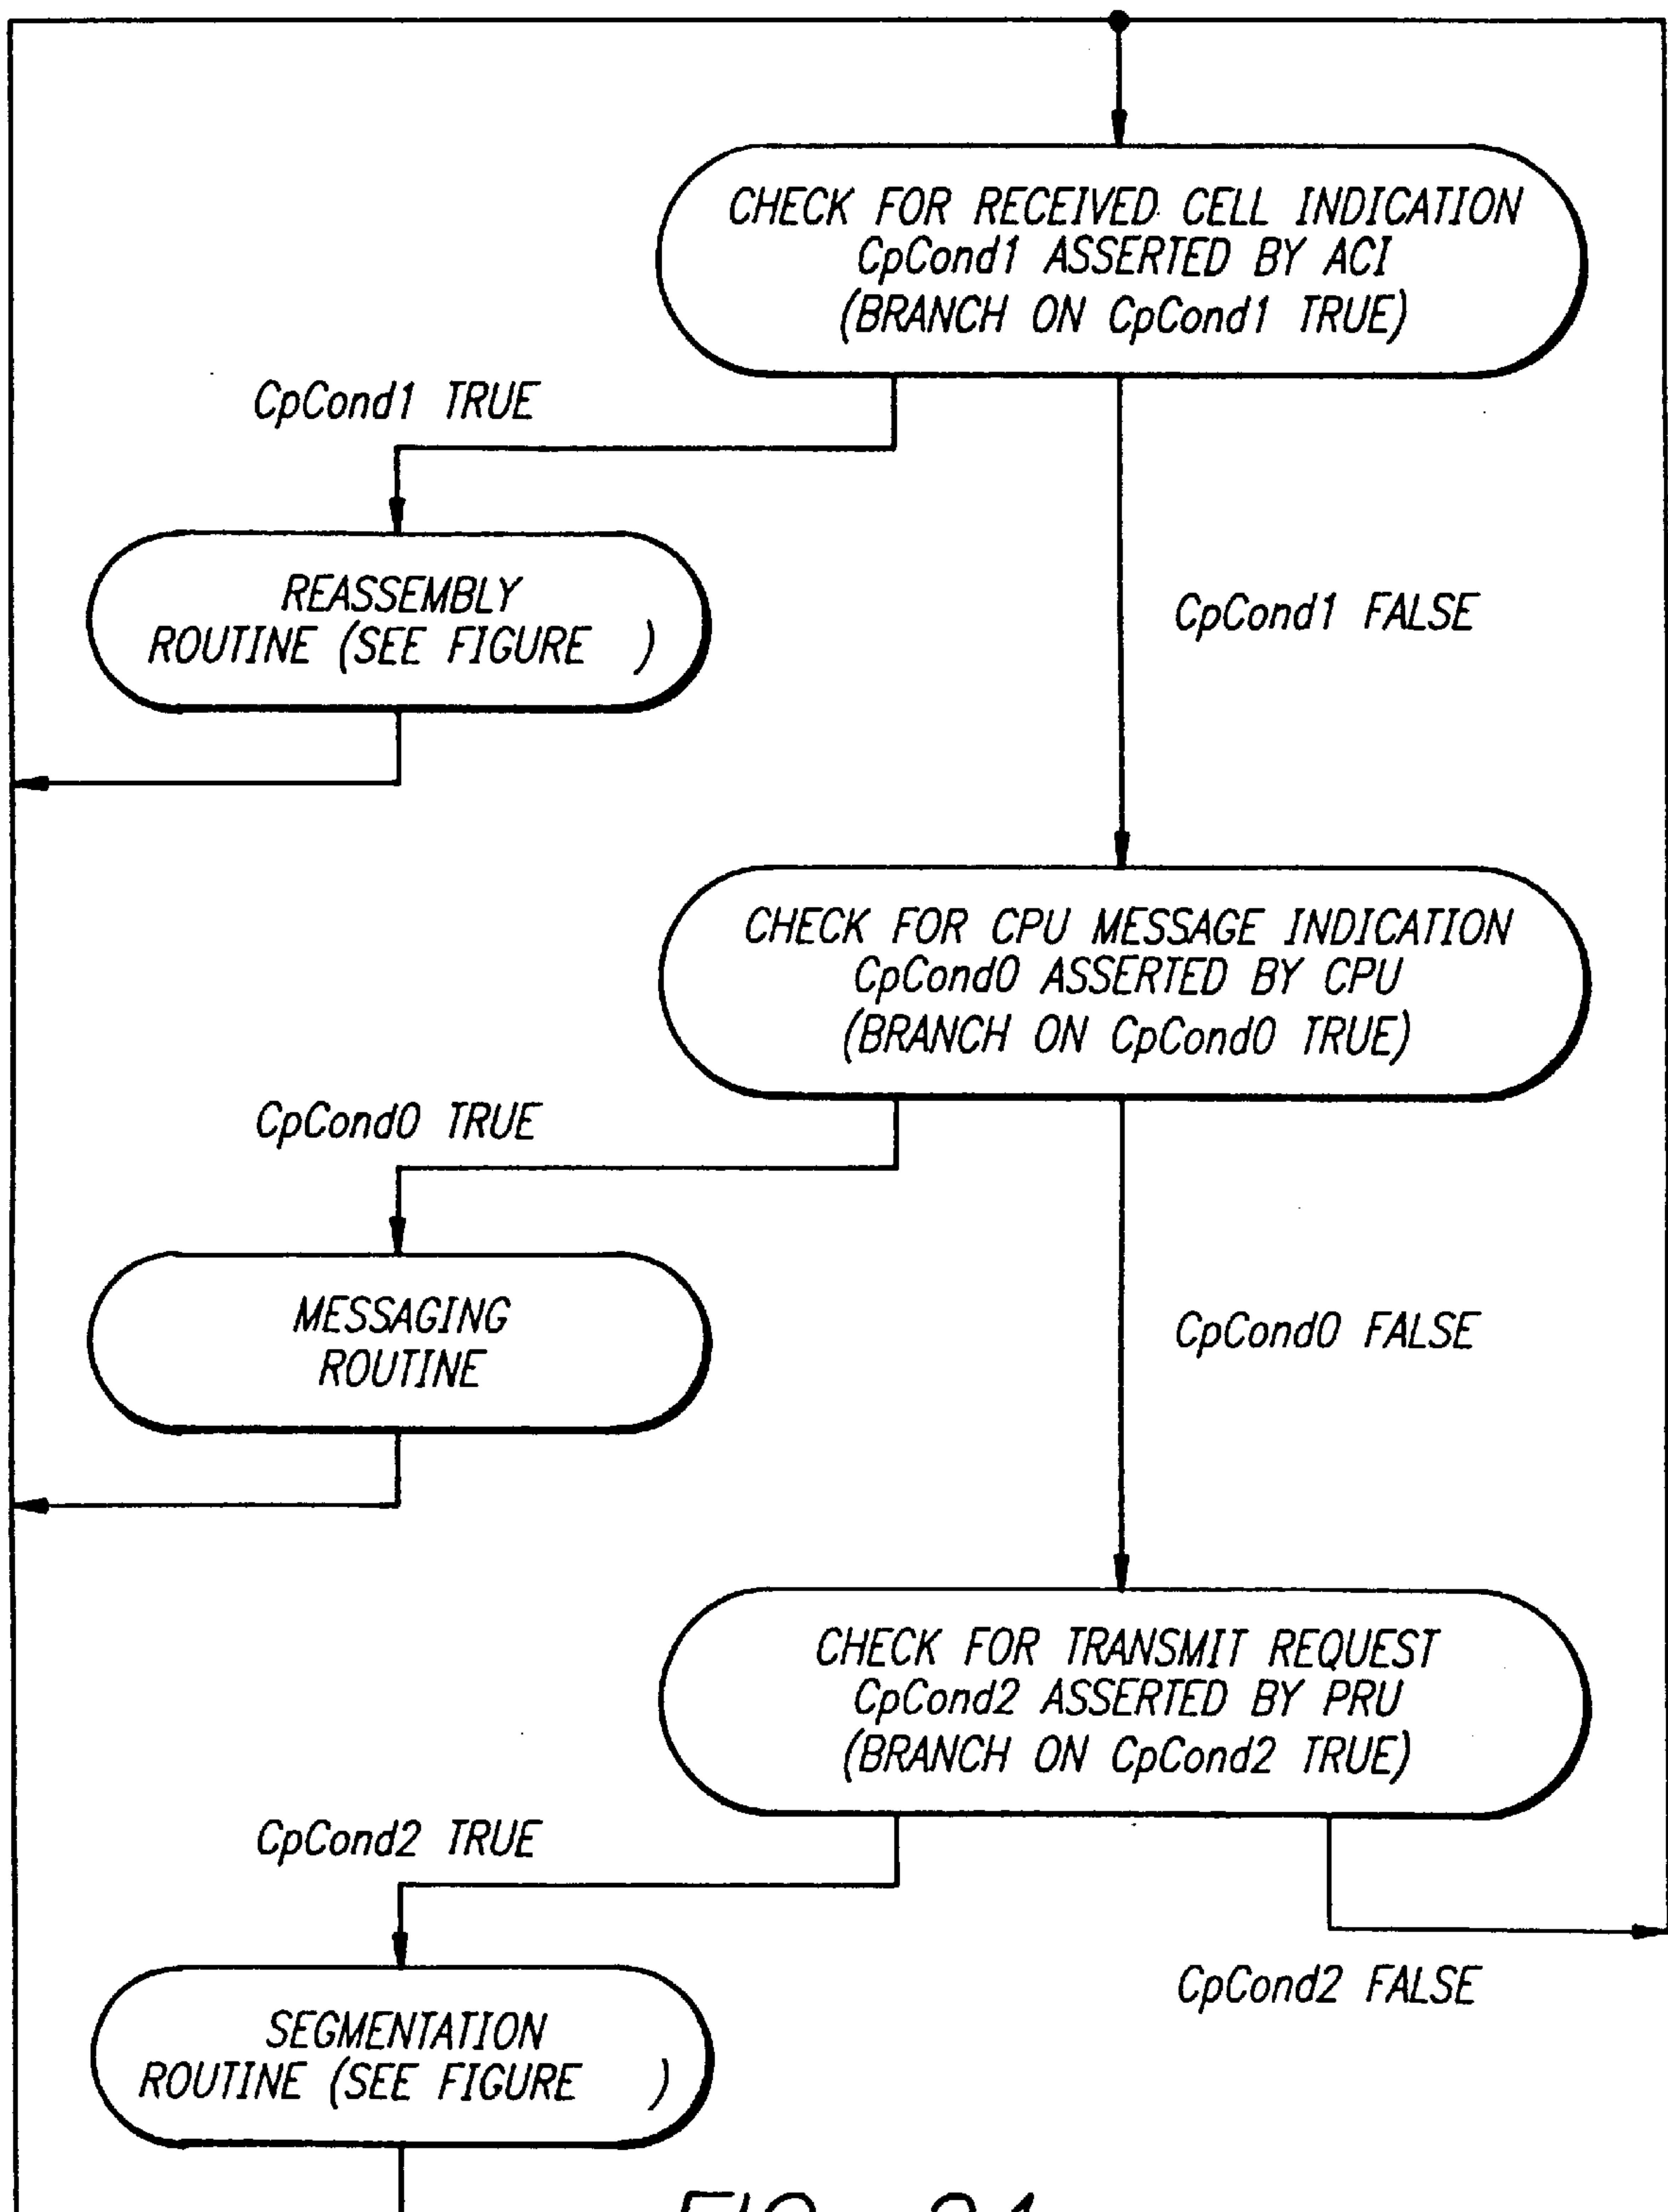 CHECK FOR RECEIVED CELL INDICATION
CpCond1 ASSERTED BY ACI
(BRANCH ON CpCond1 TRUE)
CpCond1 TRUE
REASSEMBLY
ROUTINE (SEE FIGURE )
CpCond1 FALSE
CHECK FOR CPU MESSAGE INDICATION
CpCond0 ASSERTED BY CPU
(BRANCH ON CpCond0 TRUE)
CpCond0 TRUE
MESSAGING
ROUTINE
CpCond0 FALSE
CHECK FOR TRANSMIT REQUEST
CpCond2 ASSERTED BY PRU
(BRANCH ON CpCond2 TRUE)
CpCond2 TRUE
CpCond2 FALSE
SEGMENTATION
ROUTINE (SEE FIGURE )